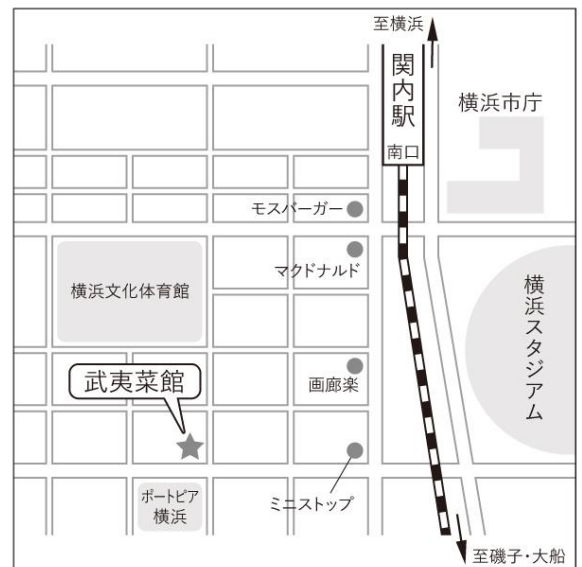 至横浜
関内駅
南口
横浜市庁
モスバーガー
マクドナルド
横浜文化体育館
横浜スタジアム
画廊楽
武夷菜館
ミニストップ
ポートピア
横浜
至磯子・大船